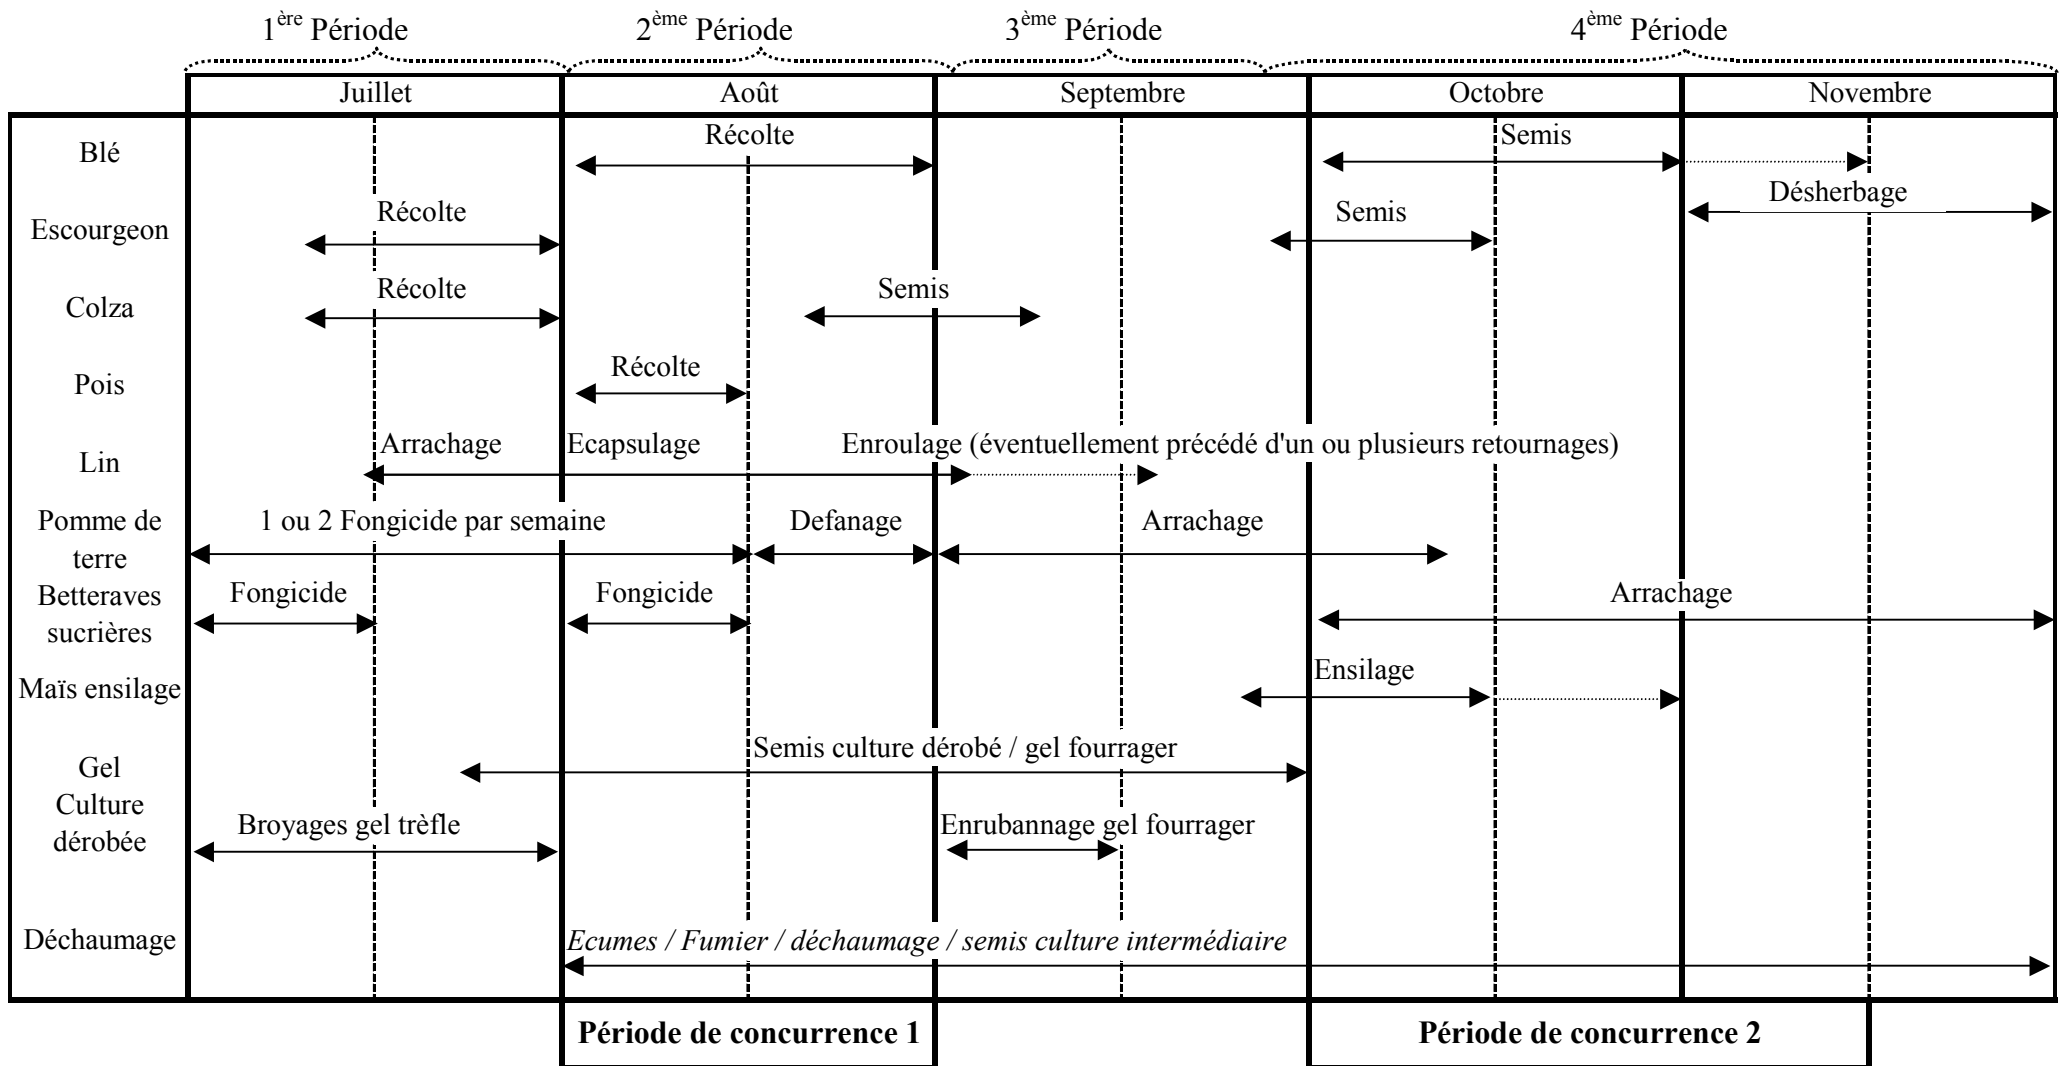 1ère Période 2ème Période 3ème Période 4ème Période
Juillet Août Septembre Octobre Novembre
Blé Récolte Semis
Désherbage
Escourgeon Récolte Semis
Colza Récolte Semis
Pois Récolte
Lin Arrachage Ecapsulage Enroulage (éventuellement précédé d'un ou plusieurs retournages)
Pomme de 1 ou 2 Fongicide par semaine Defanage Arrachage
terre
Betteraves Fongicide Fongicide Arrachage
sucrières
Maïs ensilage Ensilage
Semis culture dérobé / gel fourrager
Gel
Culture
dérobée Broyages gel trèfle Enrubannage gel fourrager
Déchaumage Ecumes / Fumier / déchaumage / semis culture intermédiaire
Période de concurrence 1 Période de concurrence 2